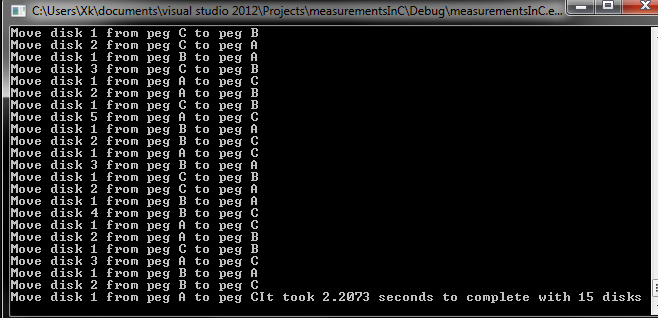 C:\Users\Xk\documents\visual studio 2012\Projects\measurementsInC\Debug\measurementsInC.e...
Move disk 1 from peg C to peg B
Move disk 2 from peg C to peg A
Move disk 1 from peg B to peg A
Move disk 3 from peg C to peg B
Move disk 1 from peg A to peg C
Move disk 2 from peg A to peg B
Move disk 1 from peg C to peg B
Move disk 5 from peg A to peg C
Move disk 1 from peg B to peg A
Move disk 2 from peg B to peg C
Move disk 1 from peg A to peg C
Move disk 3 from peg B to peg A
Move disk 1 from peg C to peg B
Move disk 2 from peg C to peg A
Move disk 1 from peg B to peg A
Move disk 4 from peg B to peg C
Move disk 1 from peg A to peg C
Move disk 2 from peg A to peg B
Move disk 1 from peg C to peg B
Move disk 3 from peg A to peg C
Move disk 1 from peg B to peg A
Move disk 2 from peg B to peg C
Move disk 1 from peg A to peg CIt took 2.2073 seconds to complete with 15 disks